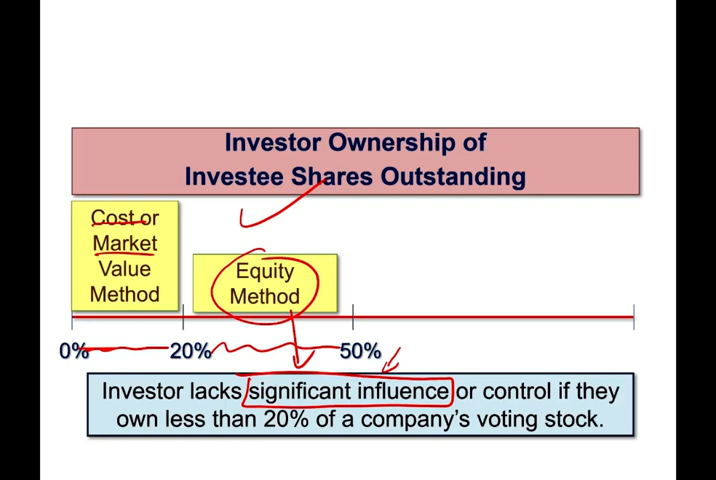 Investor Ownership of
Investee Shares Outstanding
Cost or
Market
Value
Method
Equity
Method
0% 20% 50%
Investor lacks significant influence or control if they
own less than 20% of a company's voting stock.